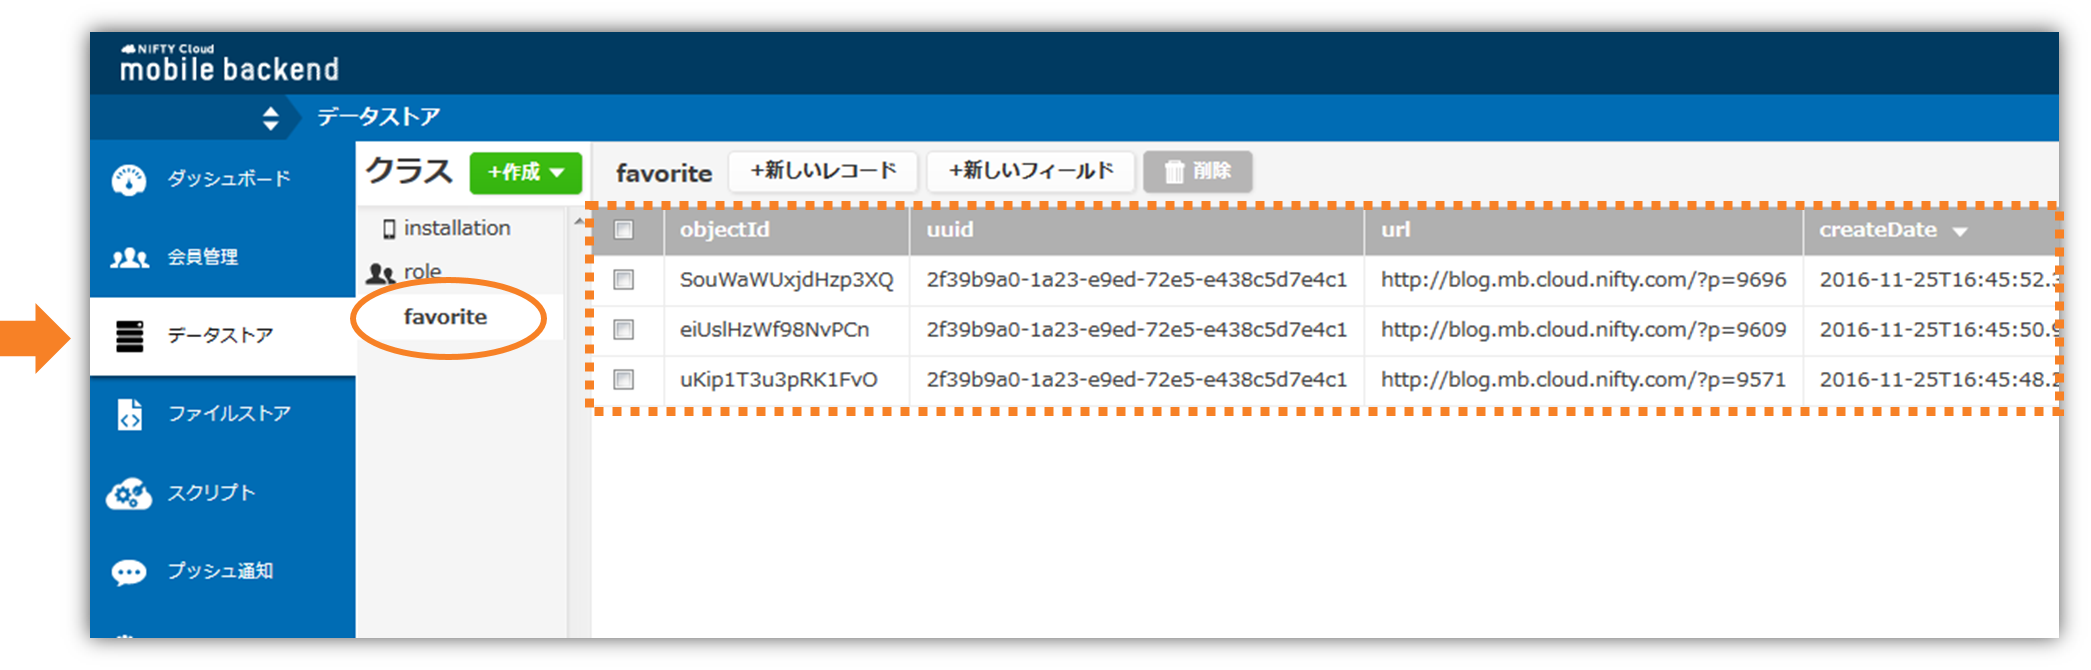 NIFTY Cloud
mobile backend
データストア
ダッシュボード
会員管理
データストア
ファイルストア
スクリプト
プッシュ通知
クラス +作成
installation
role
favorite
favorite +新しいレコード +新しいフィールド 削除
objectId uuid url createDate
SouWaWUxjdHzp3XQ 2f39b9a0-1a23-e9ed-72e5-e438c5d7e4c1 http://blog.mb.cloud.nifty.com/?p=9696 2016-11-25T16:45:52.
eiUslHzWf98NvPCn 2f39b9a0-1a23-e9ed-72e5-e438c5d7e4c1 http://blog.mb.cloud.nifty.com/?p=9609 2016-11-25T16:45:50.
uKip1T3u3pRK1FvO 2f39b9a0-1a23-e9ed-72e5-e438c5d7e4c1 http://blog.mb.cloud.nifty.com/?p=9571 2016-11-25T16:45:48.